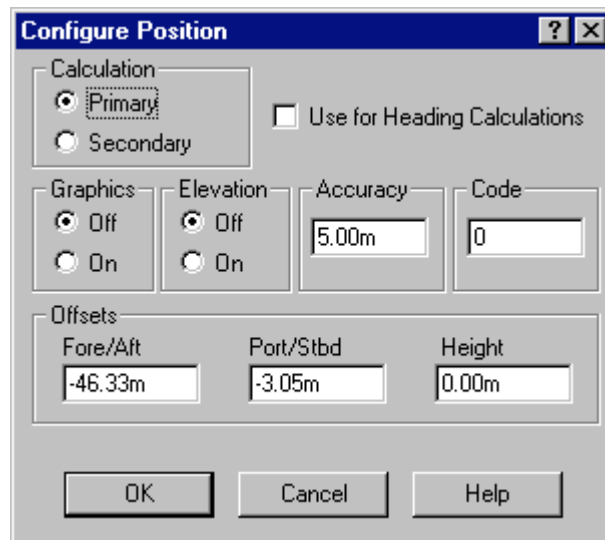 Configure Position
Calculation
Primary
Secondary
Use for Heading Calculations
Graphics
Off
On
Elevation
Off
On
Accuracy
5.00m
Code
0
Offsets
Fore/Aft
Port/Stbd
Height
-46.33m
-3.05m
0.00m
OK
Cancel
Help